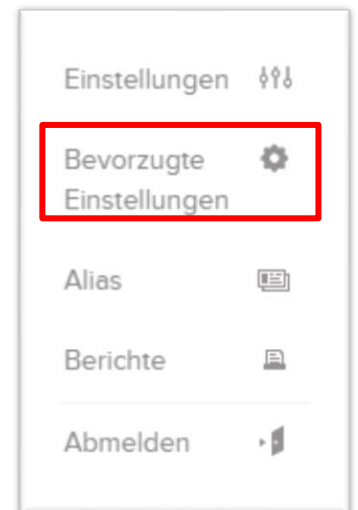 Einstellungen
Bevorzugte
Einstellungen
Alias
Berichte
Abmelden